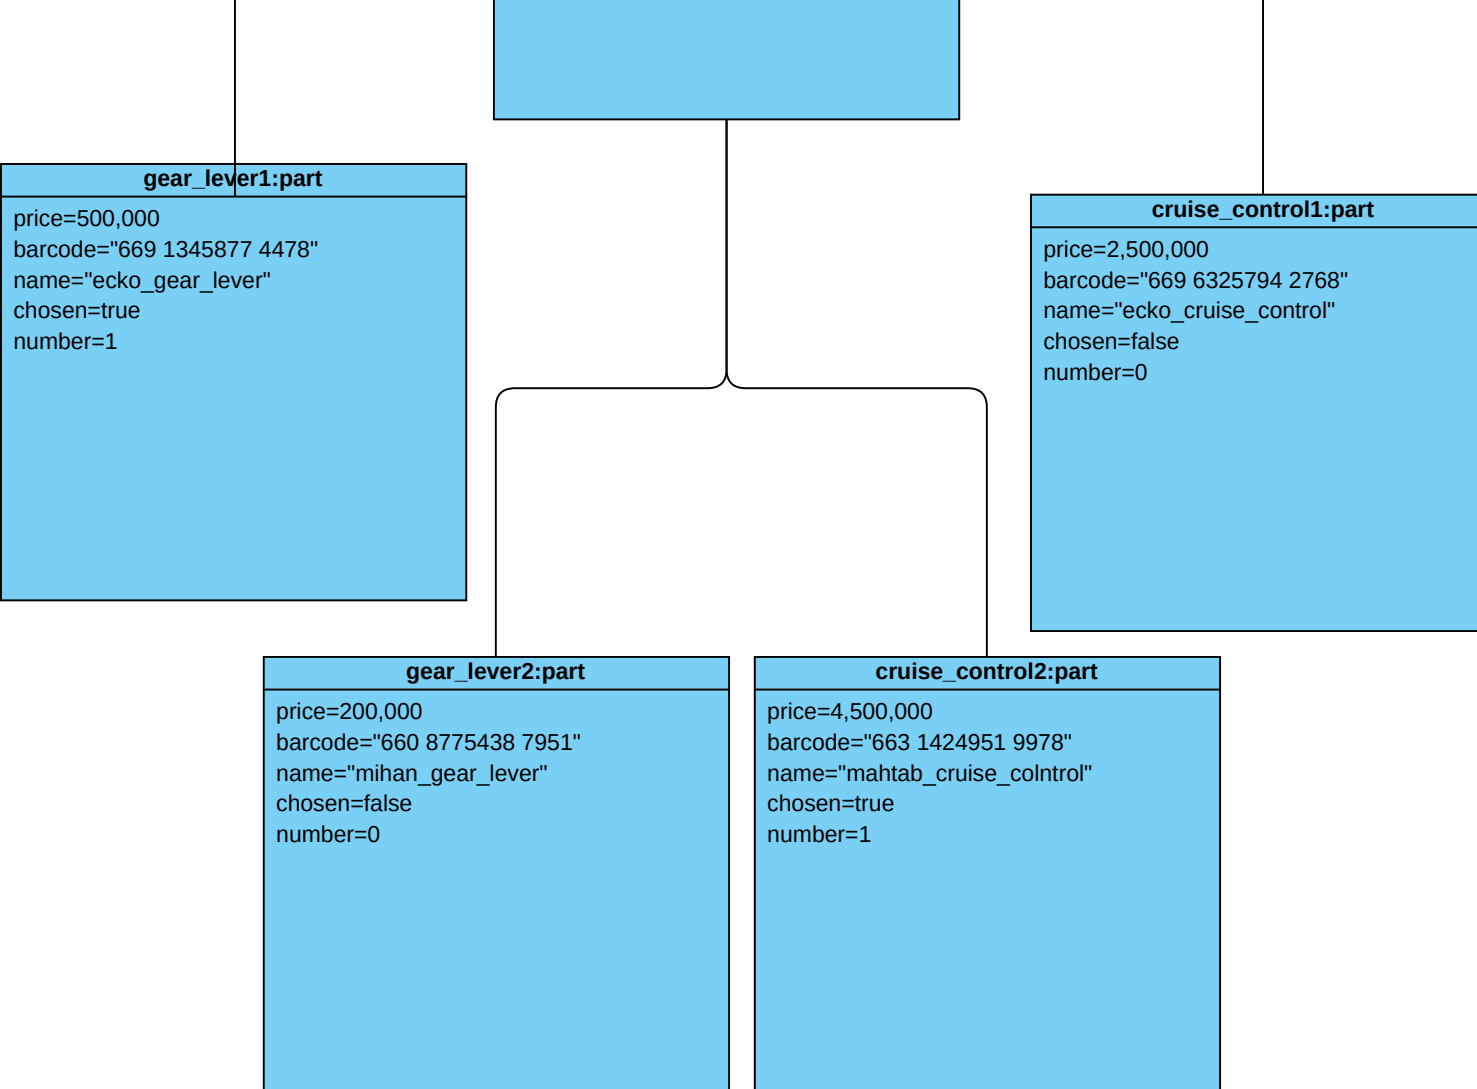 gear_lever1:part
price=500,000
barcode="669 1345877 4478"
name="ecko_gear_lever"
chosen=true
number=1
cruise_control1:part
price=2,500,000
barcode="669 6325794 2768"
name="ecko_cruise_control"
chosen=false
number=0
gear_lever2:part
price=200,000
barcode="660 8775438 7951"
name="mihan_gear_lever"
chosen=false
number=0
cruise_control2:part
price=4,500,000
barcode="663 1424951 9978"
name="mahtab_cruise_colntrol"
chosen=true
number=1